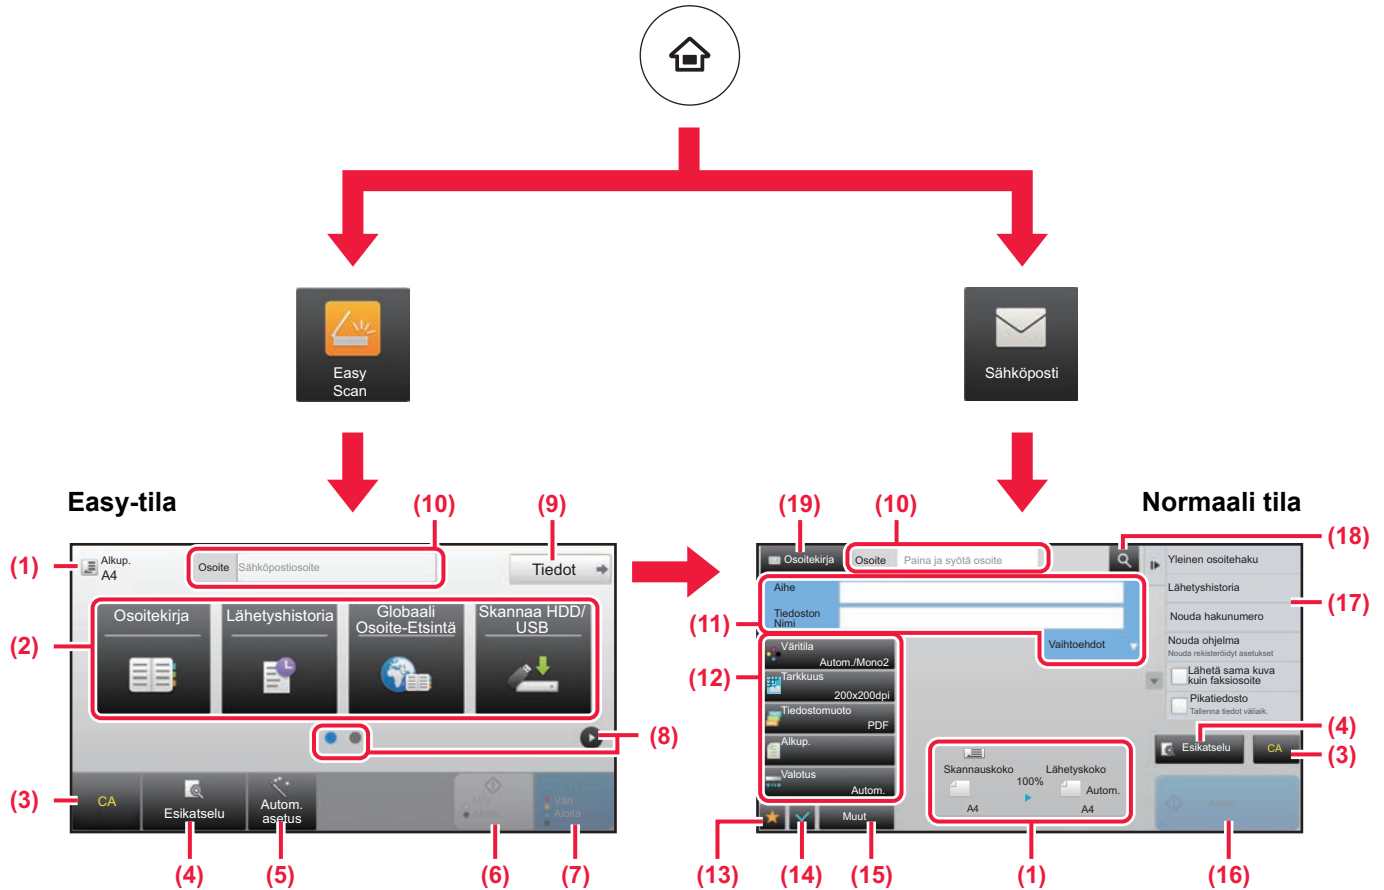 Easy
Scan
Sähköposti
Easy-tila
Normaali tila
(10)
(9)
(19)
(10)
(18)
(1)
Alkup.
A4
Osoite
Sähköpostiosoite
Tiedot
Osoitekirja
Osoite
Paina ja syötä osoite
Yleinen osoitehaku
Lähetyshistoria
(17)
Nouda hakunumero
Nouda ohjelma
Nouda rekisteröidyt asetukset
Lähetä sama kuva
kuin faksiosoite
Pikatiedosto
Tallenna tiedot väliaik.
(2)
Osoitekirja
Lähetyshistoria
Globaali
Osoite-Etsintä
Skannaa HDD/
USB
(11)
Aihe
Tiedoston
Nimi
Vaihtoehdot
(12)
Väritila
Autom./Mono2
Tarkkuus
200x200dpi
Tiedostomuoto
PDF
Alkup.
Valotus
Autom.
(8)
(4)
Esikatselu
CA
(3)
Skannauskoko
100%
Lähetyskoko
Autom.
A4
A4
(3)
CA
Esikatselu
Autom.
asetus
Väri
Aloita
Muut
(4)
(5)
(6)
(7)
(13)
(14)
(15)
(1)
(16)